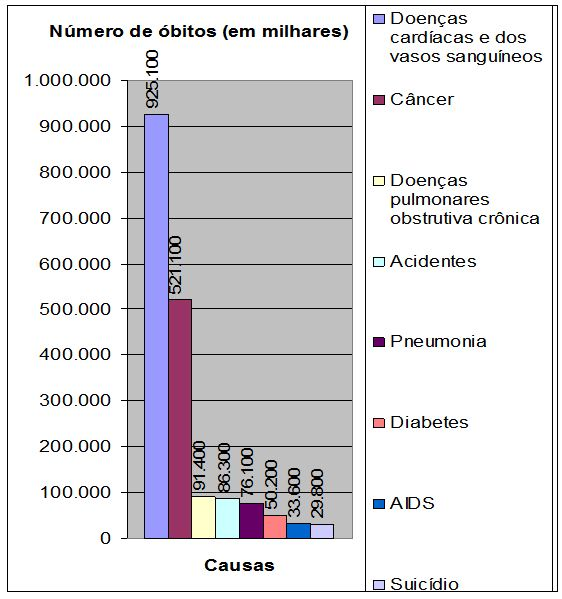 Número de óbitos (em milhares)
1.000.000
900.000
800.000
700.000
600.000
500.000
400.000
300.000
200.000
100.000
0
925.100
521.100
91.400
86.300
76.100
50.200
33.600
29.800
Causas
Doenças
cardíacas e dos
vasos sanguíneos
Câncer
Doenças
pulmonares
obstrutiva crônica
Acidentes
Pneumonia
Diabetes
AIDS
Suicídio